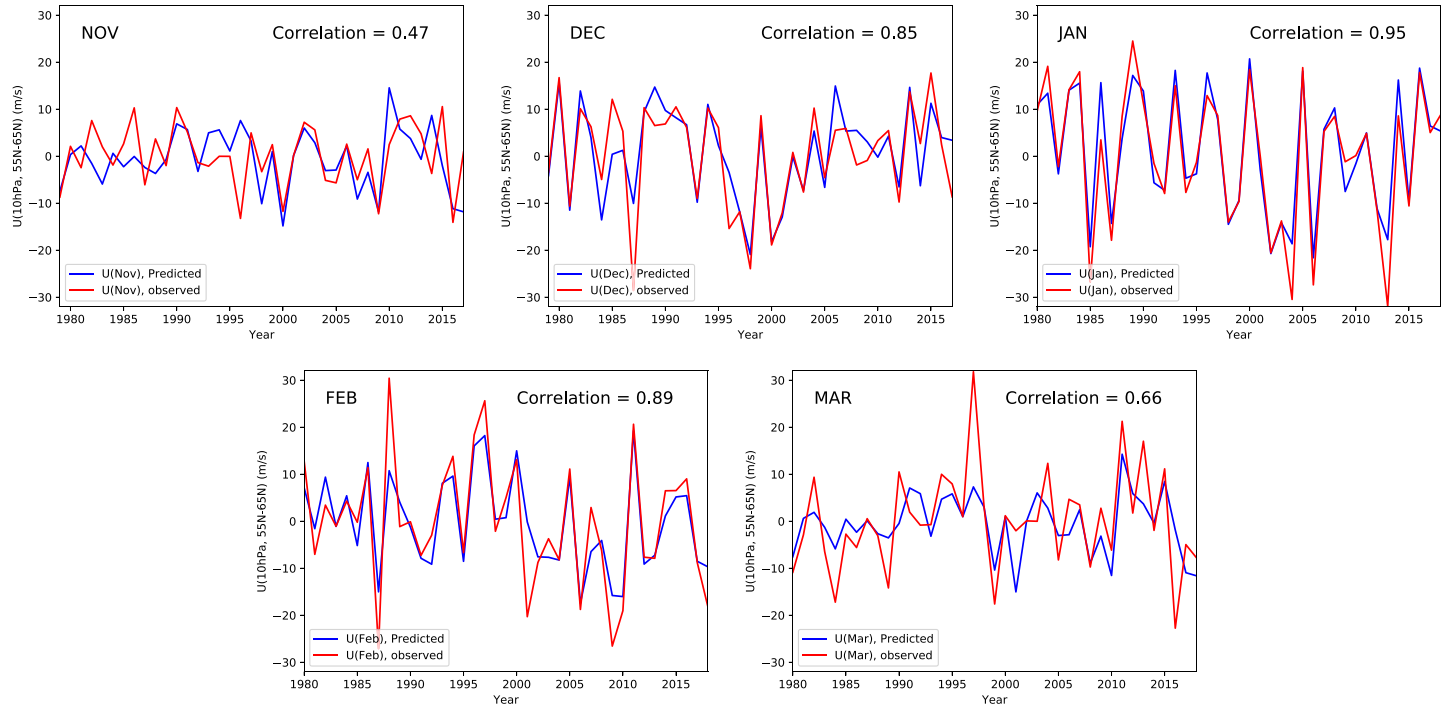 NOV Correlation = 0.47
U(10hPa, 55N-65N) (m/s)
30
20
10
0
−10
−20
−30
U(Nov), Predicted
U(Nov), observed
1980 1985 1990 1995 2000 2005 2010 2015
Year
DEC Correlation = 0.85
U(10hPa, 55N-65N) (m/s)
30
20
10
0
−10
−20
−30
U(Dec), Predicted
U(Dec), observed
1980 1985 1990 1995 2000 2005 2010 2015
Year
JAN Correlation = 0.95
U(10hPa, 55N-65N) (m/s)
30
20
10
0
−10
−20
−30
U(Jan), Predicted
U(Jan), observed
1980 1985 1990 1995 2000 2005 2010 2015
Year
FEB Correlation = 0.89
U(10hPa, 55N-65N) (m/s)
30
20
10
0
−10
−20
−30
U(Feb), Predicted
U(Feb), observed
1980 1985 1990 1995 2000 2005 2010 2015
Year
MAR Correlation = 0.66
U(10hPa, 55N-65N) (m/s)
30
20
10
0
−10
−20
−30
U(Mar), Predicted
U(Mar), observed
1980 1985 1990 1995 2000 2005 2010 2015
Year